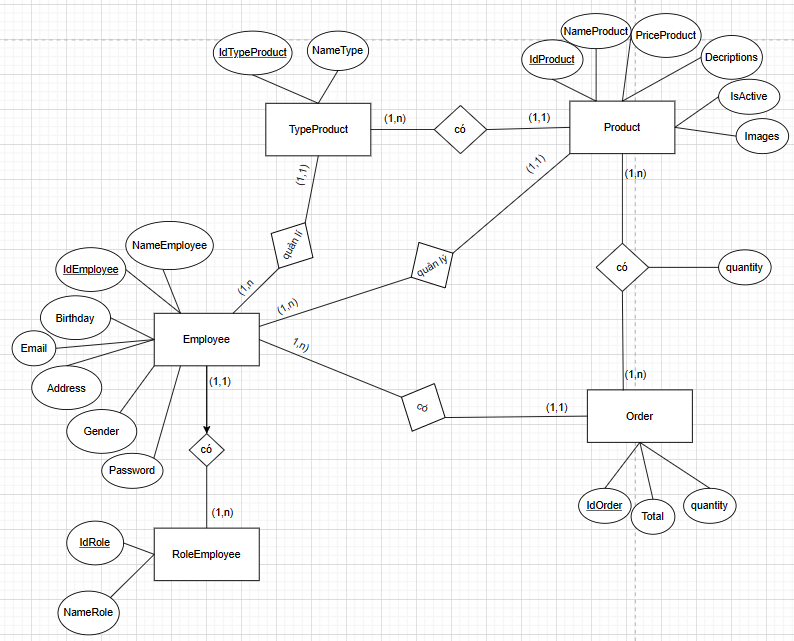 NameProduct
PriceProduct
IdTypeProduct
NameType
IdProduct
Decriptions
IsActive
Images
TypeProduct
(1,n)
có
(1,1)
Product
(1,1)
(1,1)
(1,n)
quản lí
quản lý
có
quantity
NameEmployee
IdEmployee
(1,n
(1,n)
Birthday
Email
Employee
1,n)
Address
(1,1)
(1,n)
Gender
có
(1,1)
Order
Password
có
IdOrder
Total
quantity
(1,n)
IdRole
RoleEmployee
NameRole